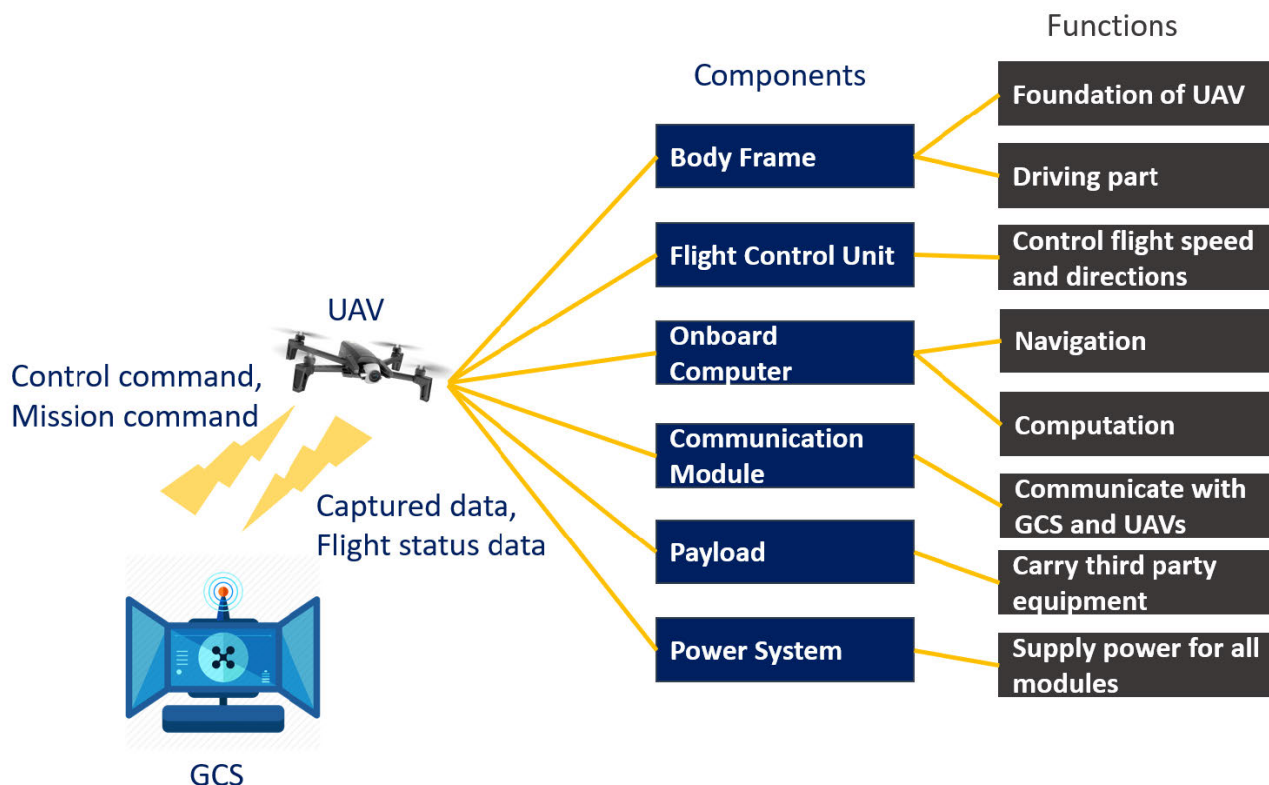 Functions
Components
Foundation of UAV
Body Frame
Driving part
Flight Control Unit
Control flight speed
and directions
UAV
Onboard
Computer
Navigation
Control command,
Mission command
Computation
Communication
Module
Communicate with
GCS and UAVs
Captured data,
Flight status data
Payload
Carry third party
equipment
Power System
Supply power for all
modules
GCS